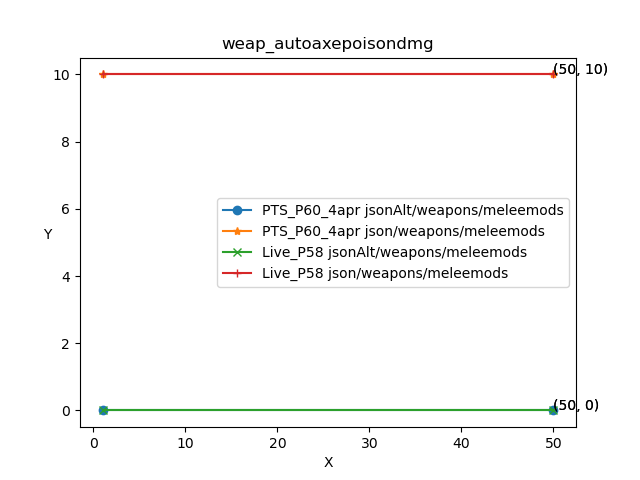 weap_autoaxepoisondmg
10
(50, 10)
8
PTS_P60_4apr jsonAlt/weapons/meleemods
6
PTS_P60_4apr json/weapons/meleemods
Y
Live_P58 jsonAlt/weapons/meleemods
4
Live_P58 json/weapons/meleemods
2
0
(50, 0)
0 10 20 30 40 50
X